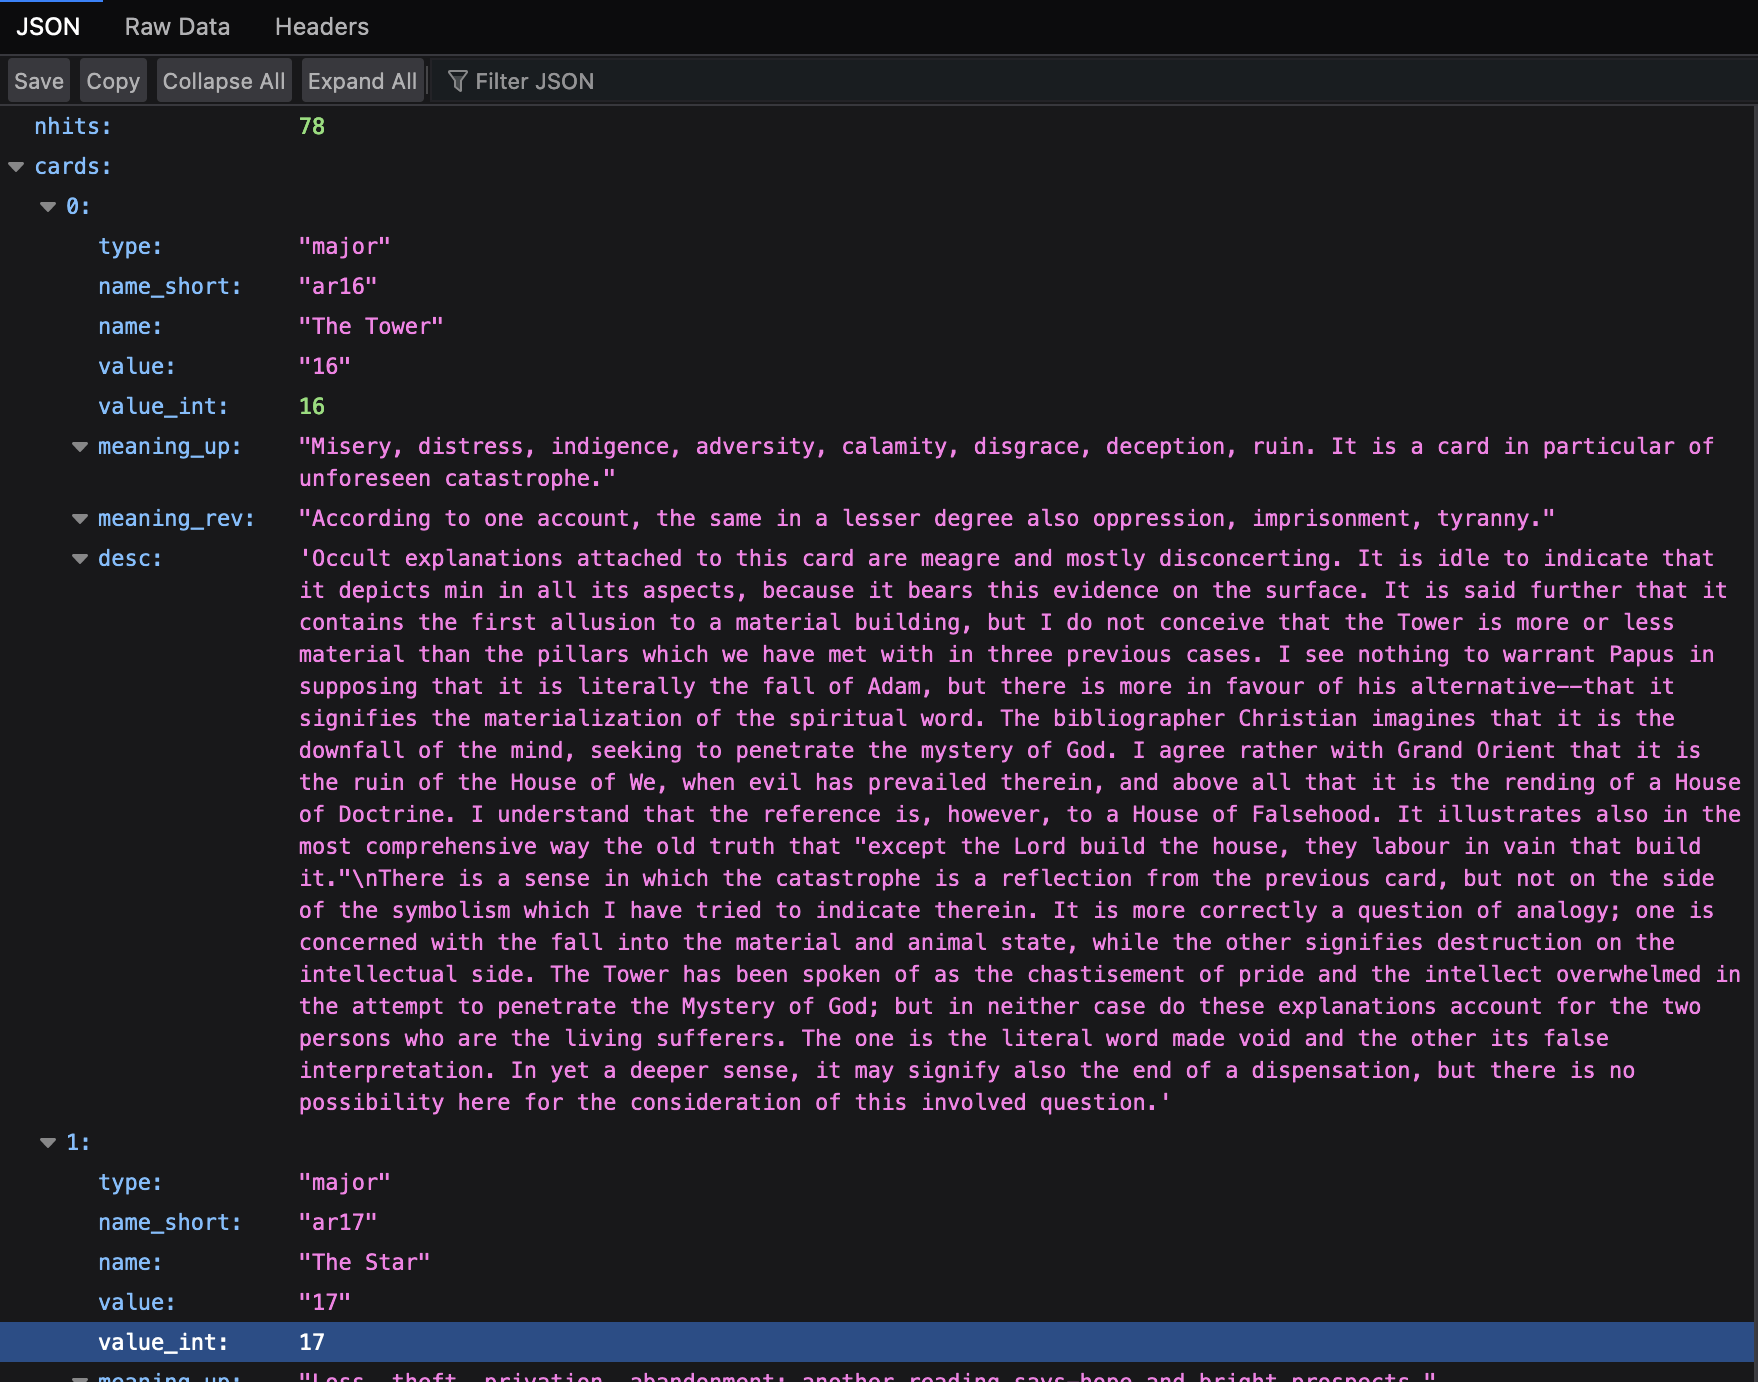 JSON Raw Data Headers
Save Copy Collapse All Expand All Filter JSON
nhits: 78
cards:
0:
type: "major"
name_short: "ar16"
name: "The Tower"
value: "16"
value_int: 16
meaning_up: "Misery, distress, indigence, adversity, calamity, disgrace, deception, ruin. It is a card in particular of
unforeseen catastrophe."
meaning_rev: "According to one account, the same in a lesser degree also oppression, imprisonment, tyranny."
desc: 'Occult explanations attached to this card are meagre and mostly disconcerting. It is idle to indicate that
it depicts min in all its aspects, because it bears this evidence on the surface. It is said further that it
contains the first allusion to a material building, but I do not conceive that the Tower is more or less
material than the pillars which we have met with in three previous cases. I see nothing to warrant Papus in
supposing that it is literally the fall of Adam, but there is more in favour of his alternative--that it
signifies the materialization of the spiritual word. The bibliographer Christian imagines that it is the
downfall of the mind, seeking to penetrate the mystery of God. I agree rather with Grand Orient that it is
the ruin of the House of We, when evil has prevailed therein, and above all that it is the rending of a House
of Doctrine. I understand that the reference is, however, to a House of Falsehood. It illustrates also in the
most comprehensive way the old truth that "except the Lord build the house, they labour in vain that build
it."\nThere is a sense in which the catastrophe is a reflection from the previous card, but not on the side
of the symbolism which I have tried to indicate therein. It is more correctly a question of analogy; one is
concerned with the fall into the material and animal state, while the other signifies destruction on the
intellectual side. The Tower has been spoken of as the chastisement of pride and the intellect overwhelmed in
the attempt to penetrate the Mystery of God; but in neither case do these explanations account for the two
persons who are the living sufferers. The one is the literal word made void and the other its false
interpretation. In yet a deeper sense, it may signify also the end of a dispensation, but there is no
possibility here for the consideration of this involved question.'
1:
type: "major"
name_short: "ar17"
name: "The Star"
value: "17"
value_int: 17
meaning_up: "Loss, theft, privation, abandonment; another reading says-hope and bright prospects,"